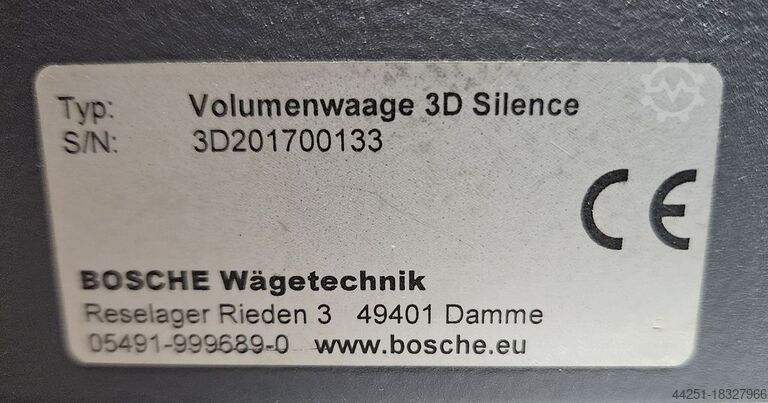 Typ: Volumenwaage 3D Silence
S/N: 3D201700133
CE
BOSCHE Wägetechnik
Reselager Rieden 3 49401 Damme
05491-999689-0 www.bosche.eu
44251-18327966